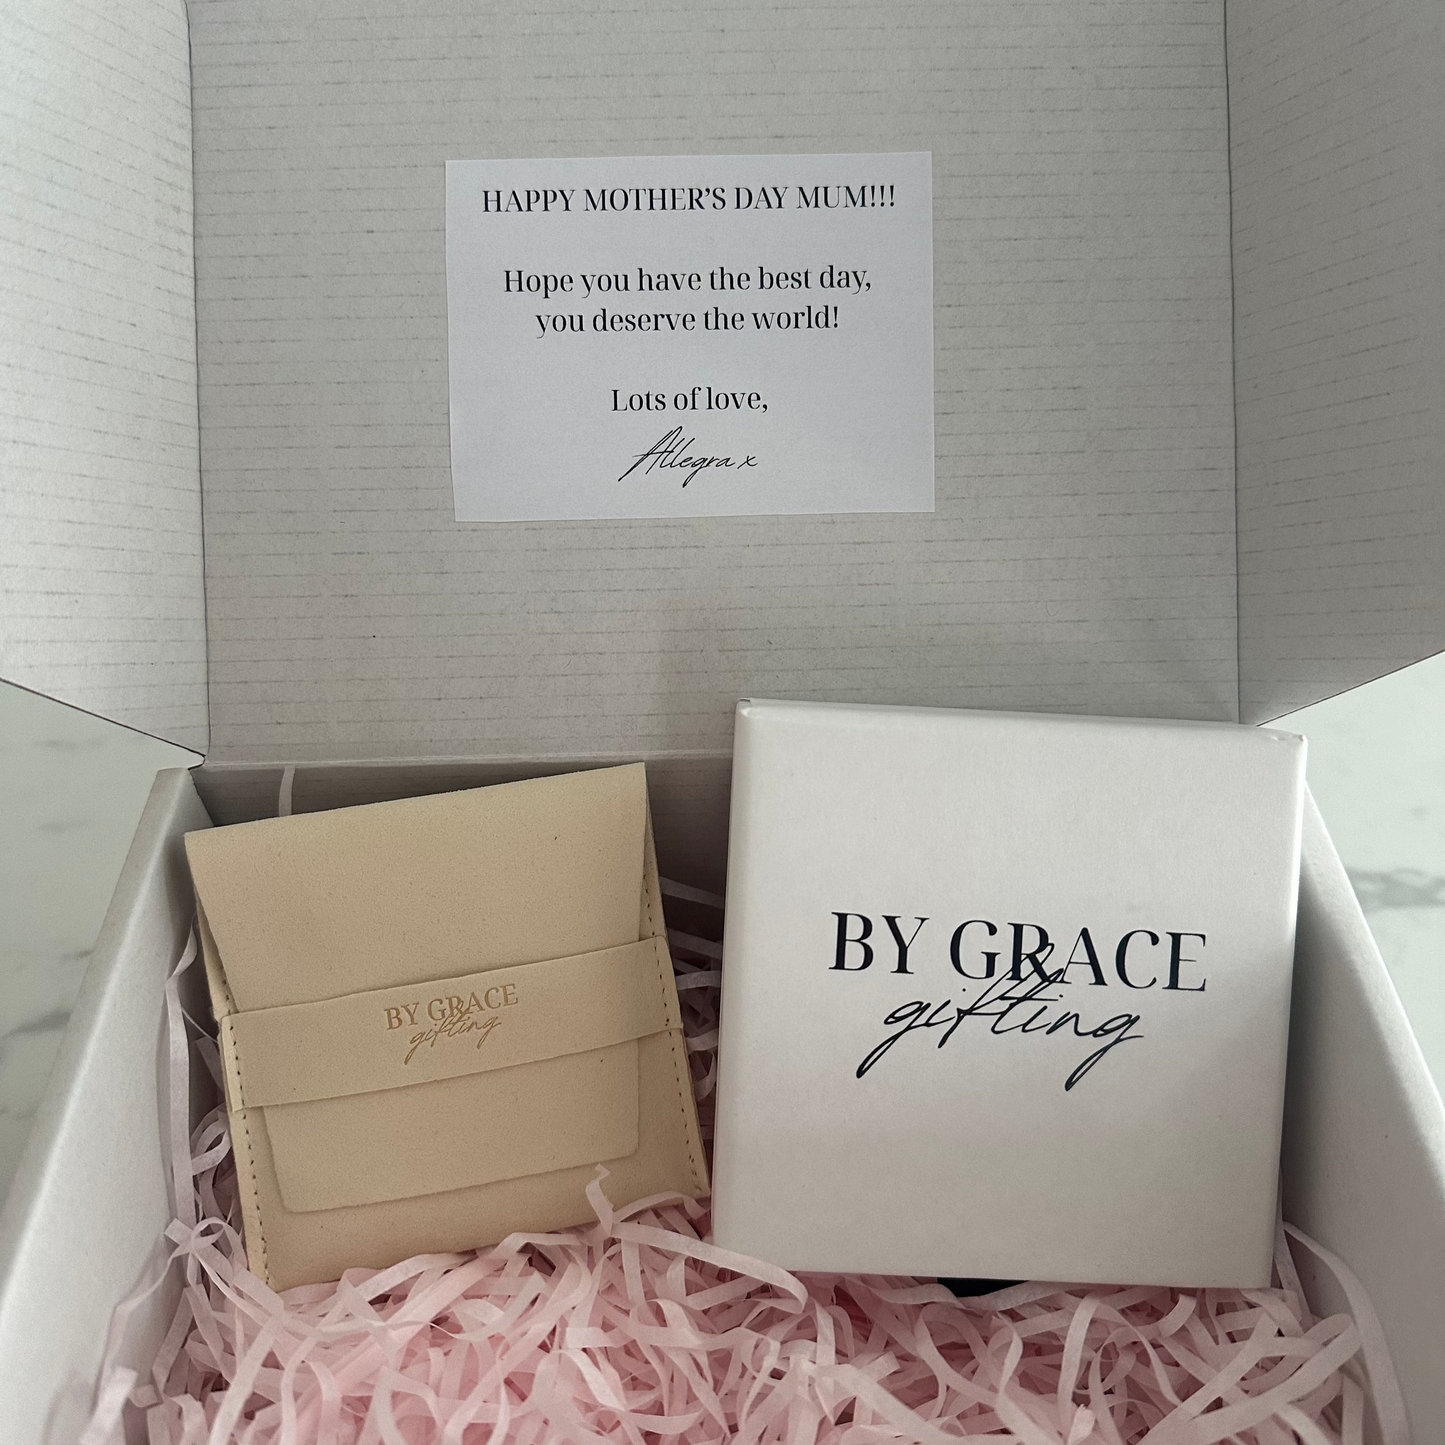 HAPPY MOTHER'S DAY MUM!!!
Hope you have the best day,
you deserve the world!
Lots of love,
Allegra x
BY GRACE
gifting
BY GRACE
gifting